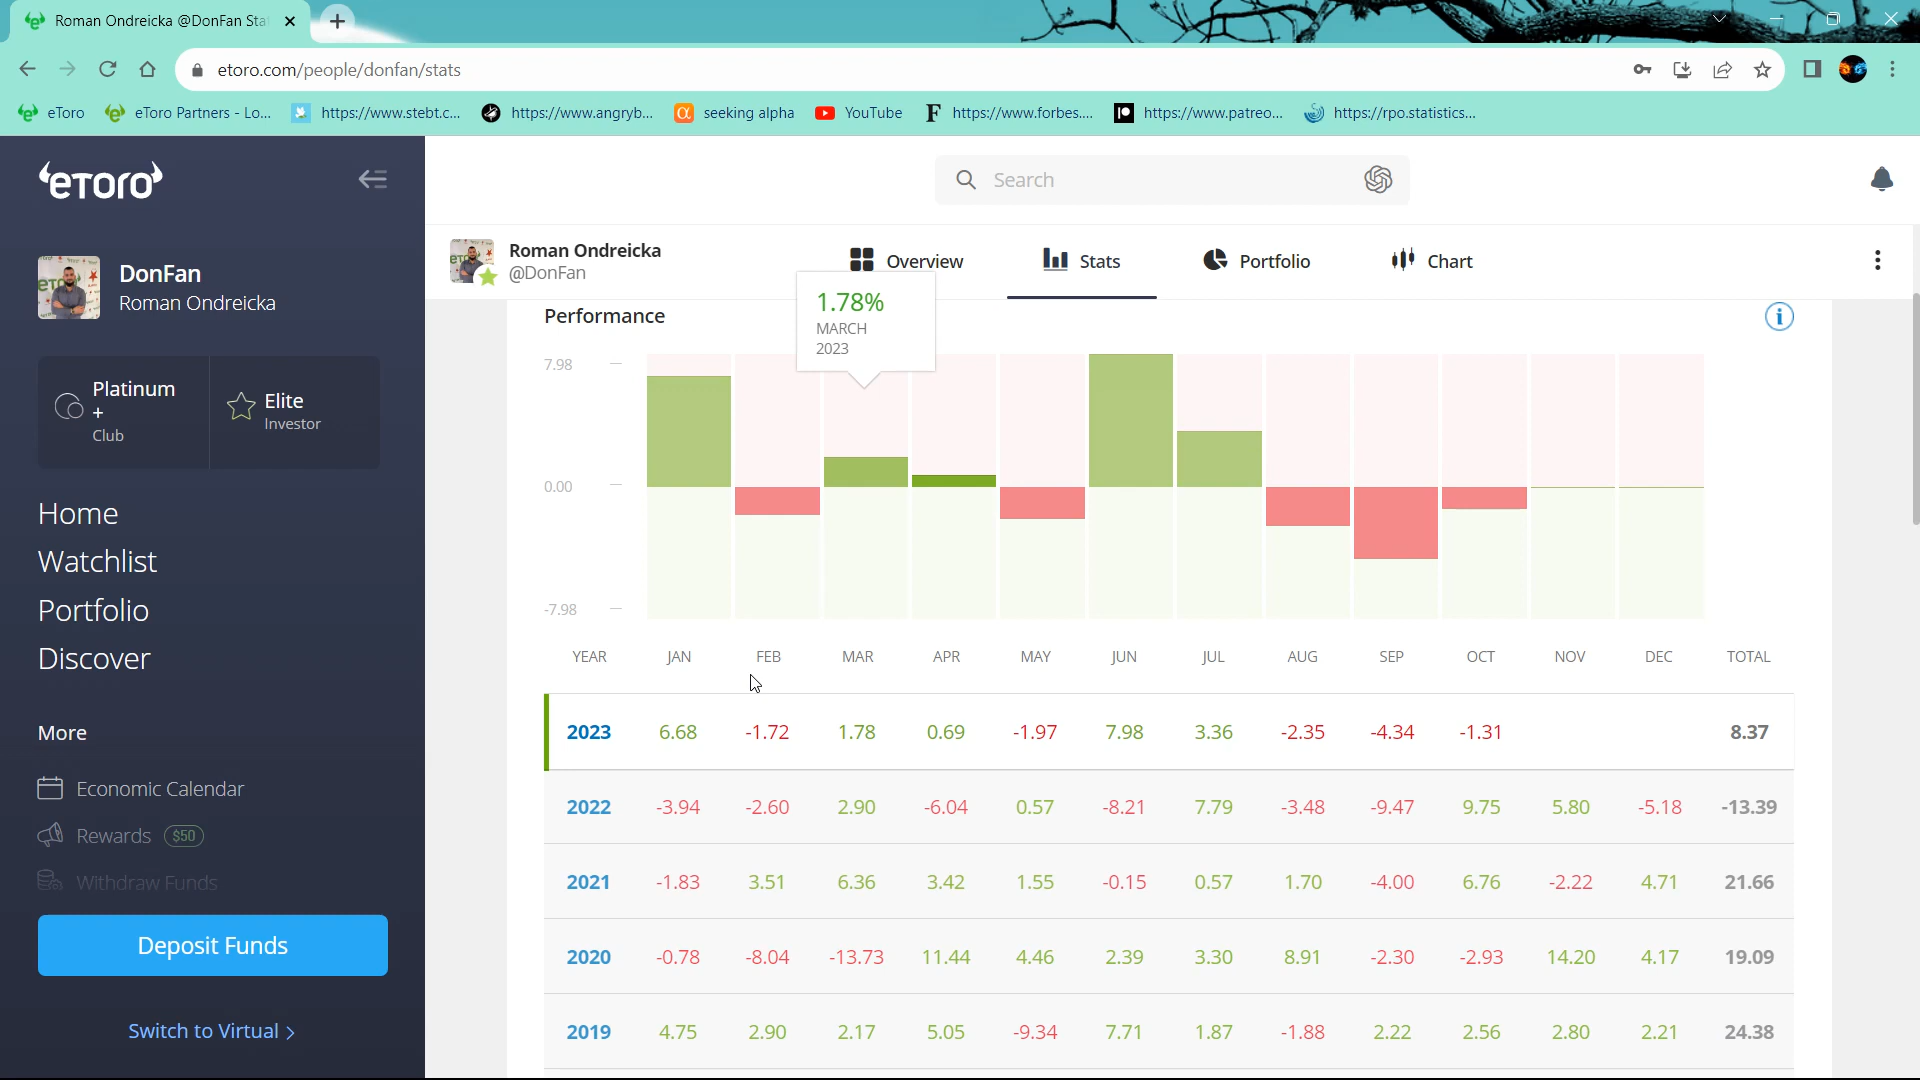 Roman Ondreicka @DonFan Sta
etoro.com/people/donfan/stats
eToro
eToro Partners - Lo...
https://www.stebt.c...
https://www.angryb...
seeking alpha
YouTube
https://www.forbes....
https://www.patreo...
https://rpo.statistics...
eTORO
Search
DonFan
Roman Ondreicka
Platinum
+
Club
Elite
Investor
Home
Watchlist
Portfolio
Discover
More
Economic Calendar
Rewards $50
Withdraw Funds
Deposit Funds
Switch to Virtual >
Roman Ondreicka
@DonFan
Overview
Stats
Portfolio
Chart
Performance
1.78%
MARCH
2023
7.98
0.00
-7.98
YEAR JAN FEB MAR APR MAY JUN JUL AUG SEP OCT NOV DEC TOTAL
2023 6.68 -1.72 1.78 0.69 -1.97 7.98 3.36 -2.35 -4.34 -1.31 8.37
2022 -3.94 -2.60 2.90 -6.04 0.57 -8.21 7.79 -3.48 -9.47 9.75 5.80 -5.18 -13.39
2021 -1.83 3.51 6.36 3.42 1.55 -0.15 0.57 1.70 -4.00 6.76 -2.22 4.71 21.66
2020 -0.78 -8.04 -13.73 11.44 4.46 2.39 3.30 8.91 -2.30 -2.93 14.20 4.17 19.09
2019 4.75 2.90 2.17 5.05 -9.34 7.71 1.87 -1.88 2.22 2.56 2.80 2.21 24.38